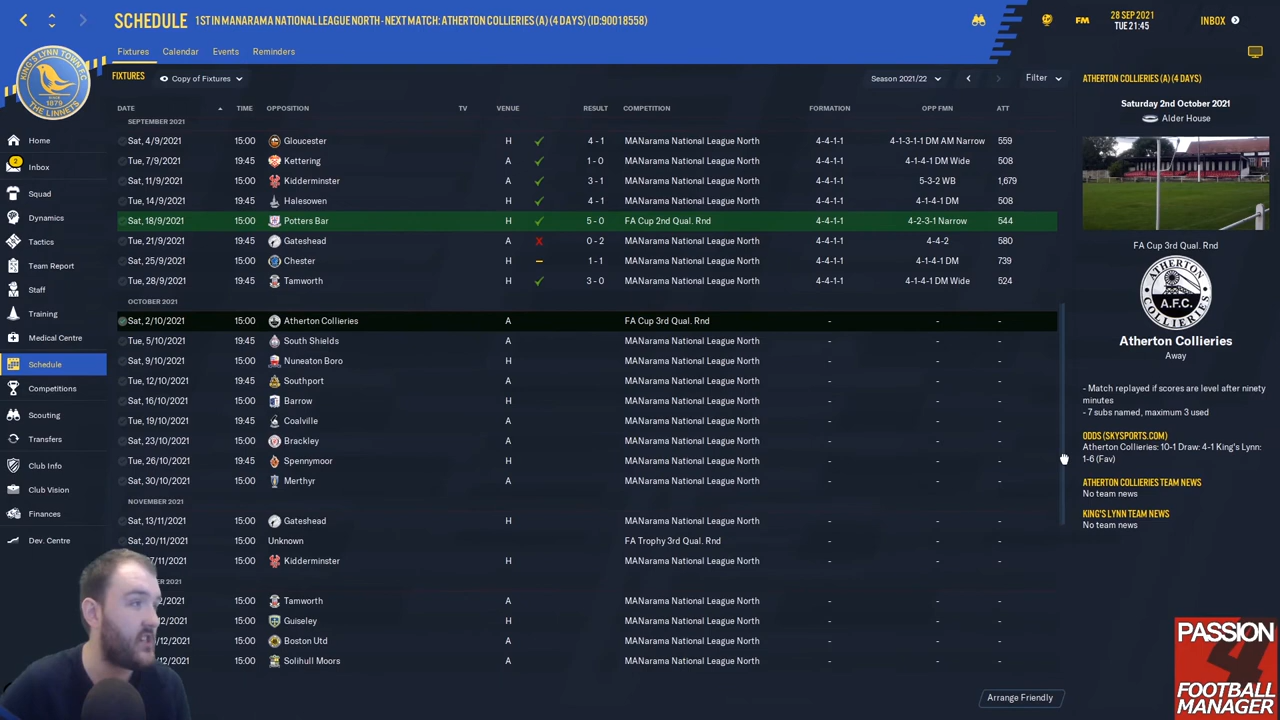 SCHEDULE 1ST IN MANARAMA NATIONAL LEAGUE NORTH - NEXT MATCH: ATHERTON COLLIERIES (A) (4 DAYS) (ID:90018558)
FM 28 SEP 2021 TUE 21:45 INBOX
Fixtures Calendar Events Reminders
KING'S LYNN TOWN F.C. 1879 THE LINNETS
FIXTURES Copy of Fixtures Season 2021/22 Filter
DATE TIME OPPOSITION TV VENUE RESULT COMPETITION FORMATION OPP FMN ATT
SEPTEMBER 2021
Sat, 4/9/2021 15:00 Gloucester H 4 - 1 MANarama National League North 4-4-1-1 4-1-3-1-1 DM AM Narrow 559
Tue, 7/9/2021 19:45 Kettering A 1 - 0 MANarama National League North 4-4-1-1 4-1-4-1 DM Wide 508
Sat, 11/9/2021 15:00 Kidderminster A 3 - 1 MANarama National League North 4-4-1-1 5-3-2 WB 1,679
Tue, 14/9/2021 19:45 Halesowen H 4 - 1 MANarama National League North 4-4-1-1 4-1-4-1 DM 508
Sat, 18/9/2021 15:00 Potters Bar H 5 - 0 FA Cup 2nd Qual. Rnd 4-4-1-1 4-2-3-1 Narrow 544
Tue, 21/9/2021 19:45 Gateshead A 0 - 2 MANarama National League North 4-4-1-1 4-4-2 580
Sat, 25/9/2021 15:00 Chester H 1 - 1 MANarama National League North 4-4-1-1 4-1-4-1 DM 739
Tue, 28/9/2021 19:45 Tamworth H 3 - 0 MANarama National League North 4-4-1-1 4-1-4-1 DM Wide 524
OCTOBER 2021
Sat, 2/10/2021 15:00 Atherton Collieries A FA Cup 3rd Qual. Rnd - - -
Tue, 5/10/2021 19:45 South Shields A MANarama National League North - - -
Sat, 9/10/2021 15:00 Nuneaton Boro H MANarama National League North - - -
Tue, 12/10/2021 19:45 Southport A MANarama National League North - - -
Sat, 16/10/2021 15:00 Barrow H MANarama National League North - - -
Tue, 19/10/2021 19:45 Coalville A MANarama National League North - - -
Sat, 23/10/2021 15:00 Brackley A MANarama National League North - - -
Tue, 26/10/2021 19:45 Spennymoor H MANarama National League North - - -
Sat, 30/10/2021 15:00 Merthyr A MANarama National League North - - -
NOVEMBER 2021
Sat, 13/11/2021 15:00 Gateshead H MANarama National League North - - -
Sat, 20/11/2021 15:00 Unknown FA Trophy 3rd Qual. Rnd - - -
7/11/2021 15:00 Kidderminster H MANarama National League North - - -
2021
/12/2021 15:00 Tamworth A MANarama National League North - - -
/12/2021 15:00 Guiseley H MANarama National League North - - -
/12/2021 15:00 Boston Utd A MANarama National League North - - -
/12/2021 15:00 Solihull Moors A MANarama National League North - - -
Arrange Friendly
Home
2
Inbox
Squad
Dynamics
Tactics
Team Report
Staff
Training
Medical Centre
Schedule
Competitions
Scouting
Transfers
Club Info
Club Vision
Finances
Dev. Centre
ATHERTON COLLIERIES (A) (4 DAYS)
Saturday 2nd October 2021
Alder House
FA Cup 3rd Qual. Rnd
ATHERTON
A.F.C.
COLLIERIES
Atherton Collieries
Away
- Match replayed if scores are level after ninety
minutes
- 7 subs named, maximum 3 used
ODDS (SKYSPORTS.COM)
Atherton Collieries: 10-1 Draw: 4-1 King's Lynn:
1-6 (Fav)
ATHERTON COLLIERIES TEAM NEWS
No team news
KING'S LYNN TEAM NEWS
No team news
PASSION
4
FOOTBALL
MANAGER